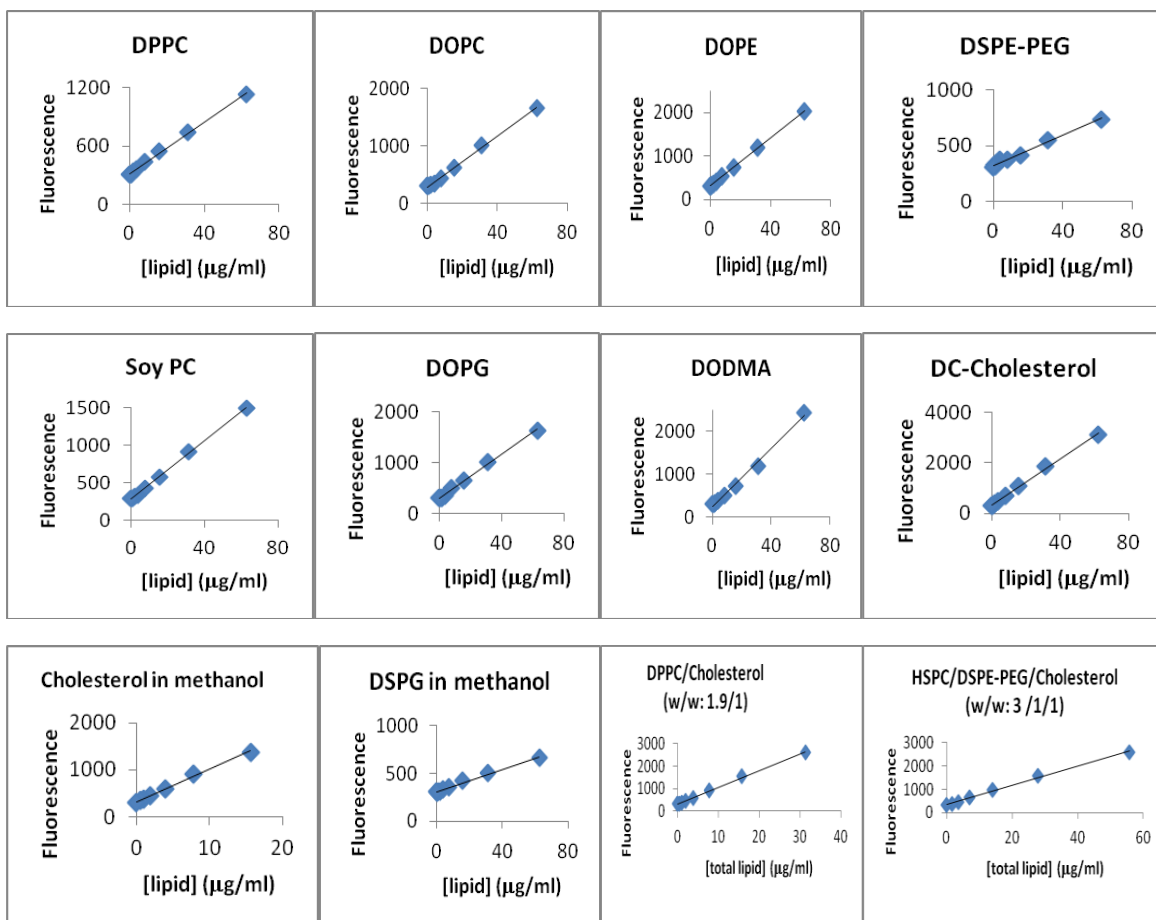 DPPC
Fluorescence
1200
600
0
0 40 80
[lipid] (µg/ml)
DOPC
Fluorescence
2000
1000
0
0 40 80
[lipid] (µg/ml)
DOPE
Fluorescence
2000
1000
0
0 40 80
[lipid] (µg/ml)
DSPE-PEG
Fluorescence
1000
500
0
0 40 80
[lipid] (µg/ml)
Soy PC
Fluorescence
1500
1000
500
0
0 40 80
[lipid] (µg/ml)
DOPG
Fluorescence
2000
1000
0
0 40 80
[lipid] (µg/ml)
DODMA
Fluorescence
2000
1000
0
0 40 80
[lipid] (µg/ml)
DC-Cholesterol
Fluorescence
4000
2000
0
0 40 80
[lipid] (µg/ml)
Cholesterol in methanol
Fluorescence
2000
1000
0
0 10 20
[lipid] (µg/ml)
DSPG in methanol
Fluorescence
1000
500
0
0 20 40 60 80
[lipid] (µg/ml)
DPPC/Cholesterol
(w/w: 1.9/1)
Fluorescence
3000
2000
1000
0
0 10 20 30 40
[total lipid] (µg/ml)
HSPC/DSPE-PEG/Cholesterol
(w/w: 3 /1/1)
Fluorescence
3000
2000
1000
0
0 20 40 60
[total lipid] (µg/ml)